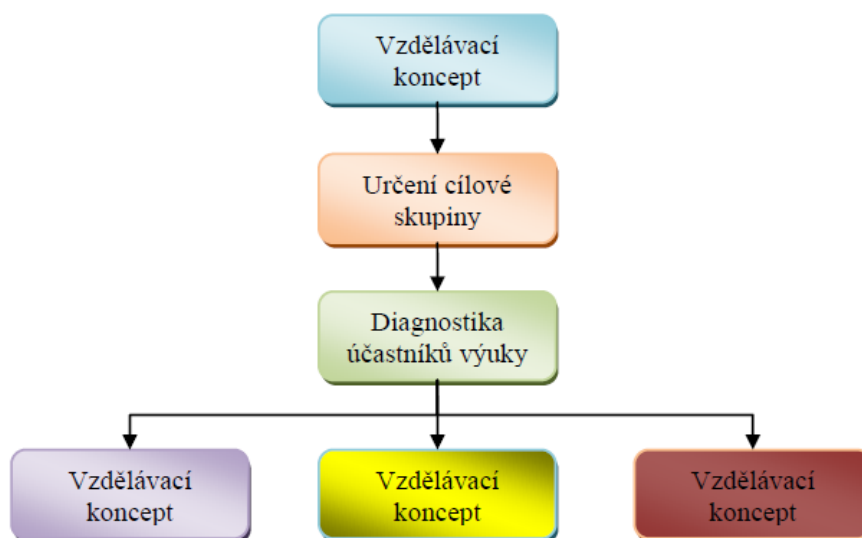 Vzdělávací
koncept
Určení cílové
skupiny
Diagnostika
účastníků výuky
Vzdělávací
koncept
Vzdělávací
koncept
Vzdělávací
koncept